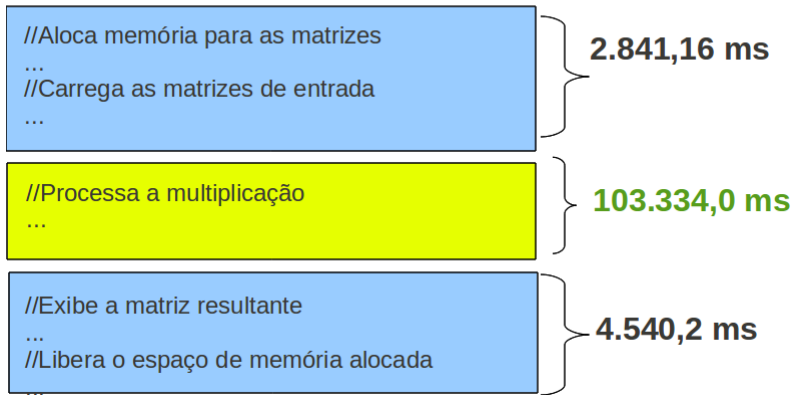 //Aloca memória para as matrizes
...
//Carrega as matrizes de entrada
...
2.841,16 ms
//Processa a multiplicação
...
103.334,0 ms
//Exibe a matriz resultante
...
//Libera o espaço de memória alocada
...
4.540,2 ms